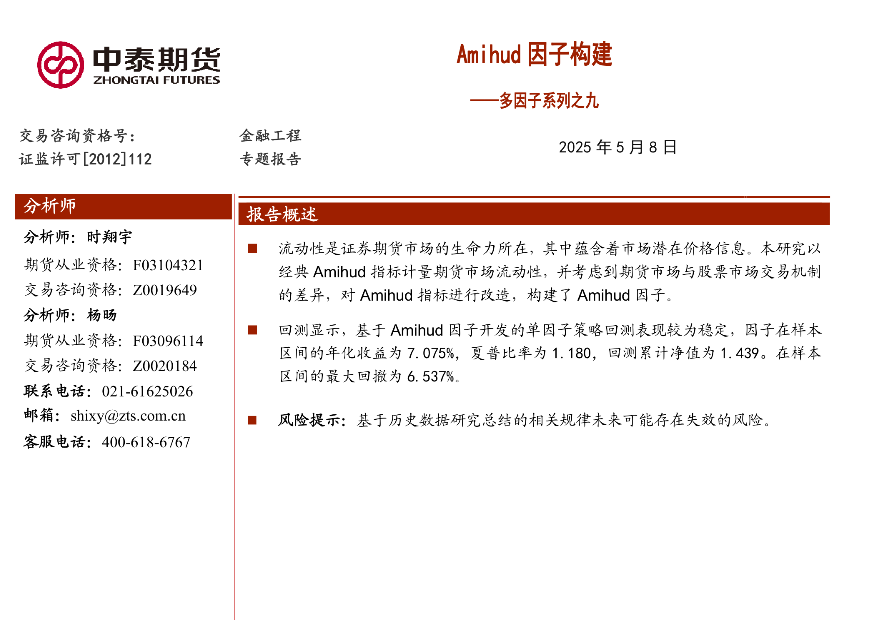 中泰期货
ZHONGTAI FUTURES
Amihud 因子构建
——多因子系列之九
交易咨询资格号：
证监许可[2012]112
金融工程
专题报告
2025 年 5 月 8 日
分析师
分析师：时翔宇
期货从业资格：F03104321
交易咨询资格：Z0019649
分析师：杨旸
期货从业资格：F03096114
交易咨询资格：Z0020184
联系电话：021-61625026
邮箱：shixy@zts.com.cn
客服电话：400-618-6767
报告概述
■ 流动性是证券期货市场的生命力所在，其中蕴含着市场潜在价格信息。本研究以
经典 Amihud 指标计量期货市场流动性，并考虑到期货市场与股票市场交易机制
的差异，对 Amihud 指标进行改造，构建了 Amihud 因子。
■ 回测显示，基于 Amihud 因子开发的单因子策略回测表现较为稳定，因子在样本
区间的年化收益为 7.075%，夏普比率为 1.180，回测累计净值为 1.439。在样本
区间的最大回撤为 6.537%。
■ 风险提示：基于历史数据研究总结的相关规律未来可能存在失效的风险。